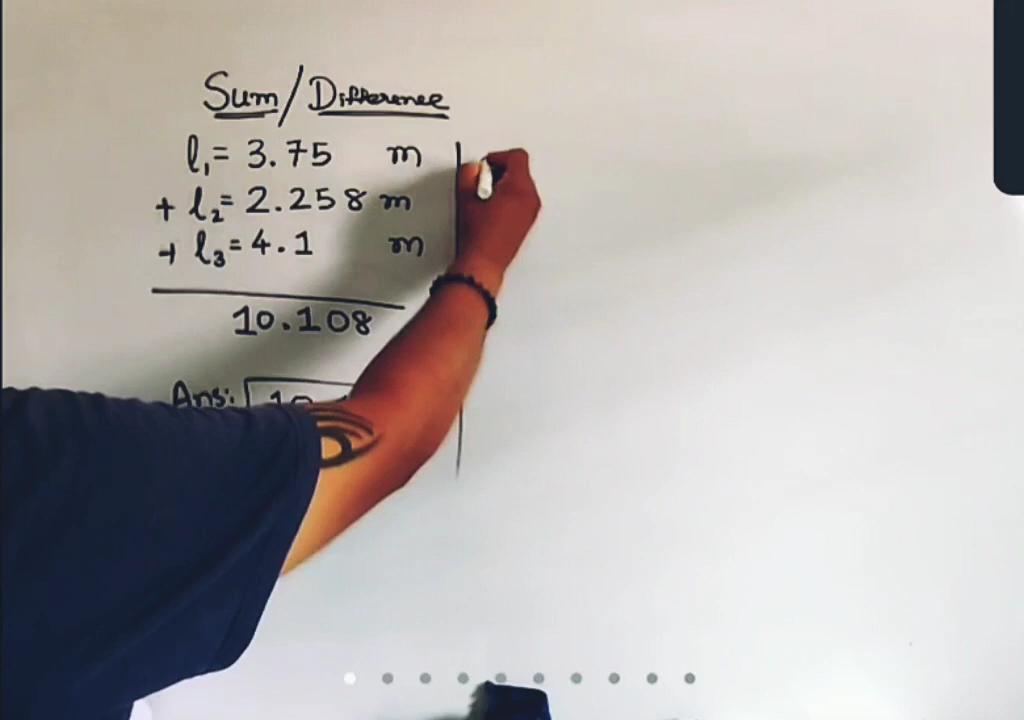 Sum/Difference
l₁= 3.75 m
+ l₂= 2.258 m
+ l₃= 4.1 m
10.108
Ans: